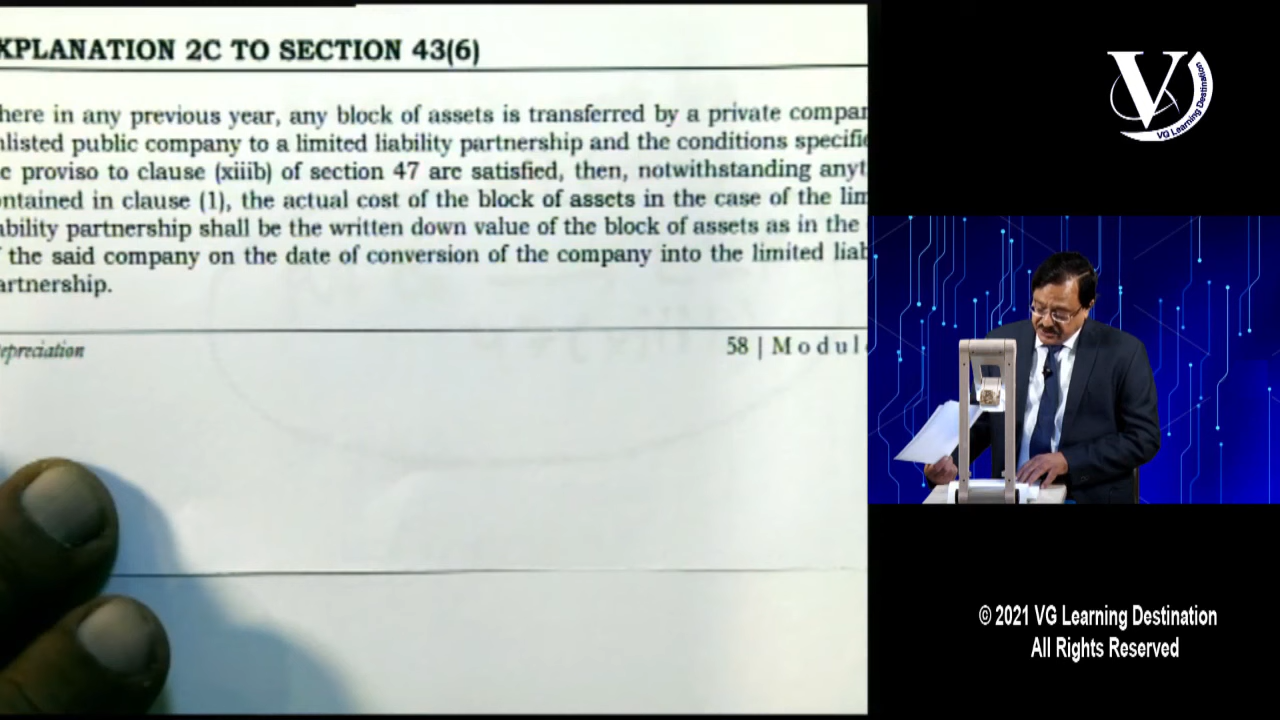 XPLANATION 2C TO SECTION 43(6)
here in any previous year, any block of assets is transferred by a private compan
nlisted public company to a limited liability partnership and the conditions specifie
e proviso to clause (xiiib) of section 47 are satisfied, then, notwithstanding anyt
ntained in clause (1), the actual cost of the block of assets in the case of the lim
ability partnership shall be the written down value of the block of assets as in the
f the said company on the date of conversion of the company into the limited liab
artnership.
epreciation
58 | Modul
V
VG Learning Destination
© 2021 VG Learning Destination
All Rights Reserved